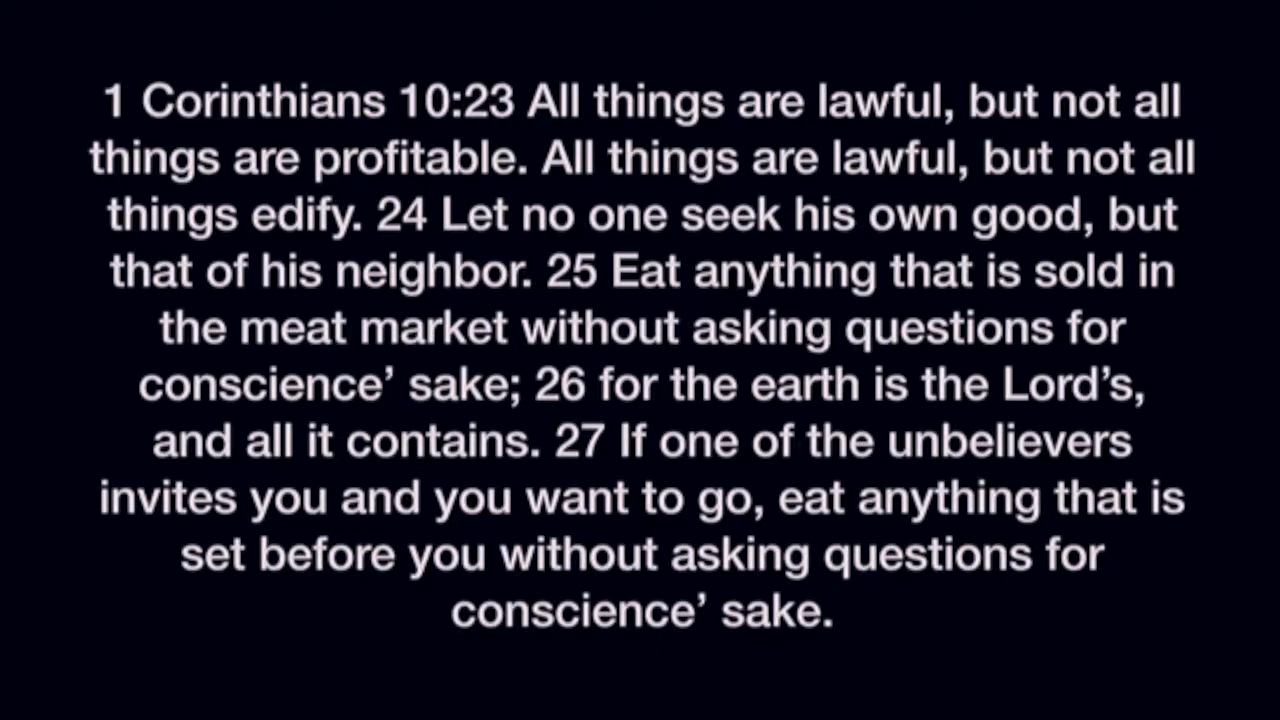 1 Corinthians 10:23 All things are lawful, but not all
things are profitable. All things are lawful, but not all
things edify. 24 Let no one seek his own good, but
that of his neighbor. 25 Eat anything that is sold in
the meat market without asking questions for
conscience’ sake; 26 for the earth is the Lord’s,
and all it contains. 27 If one of the unbelievers
invites you and you want to go, eat anything that is
set before you without asking questions for
conscience’ sake.